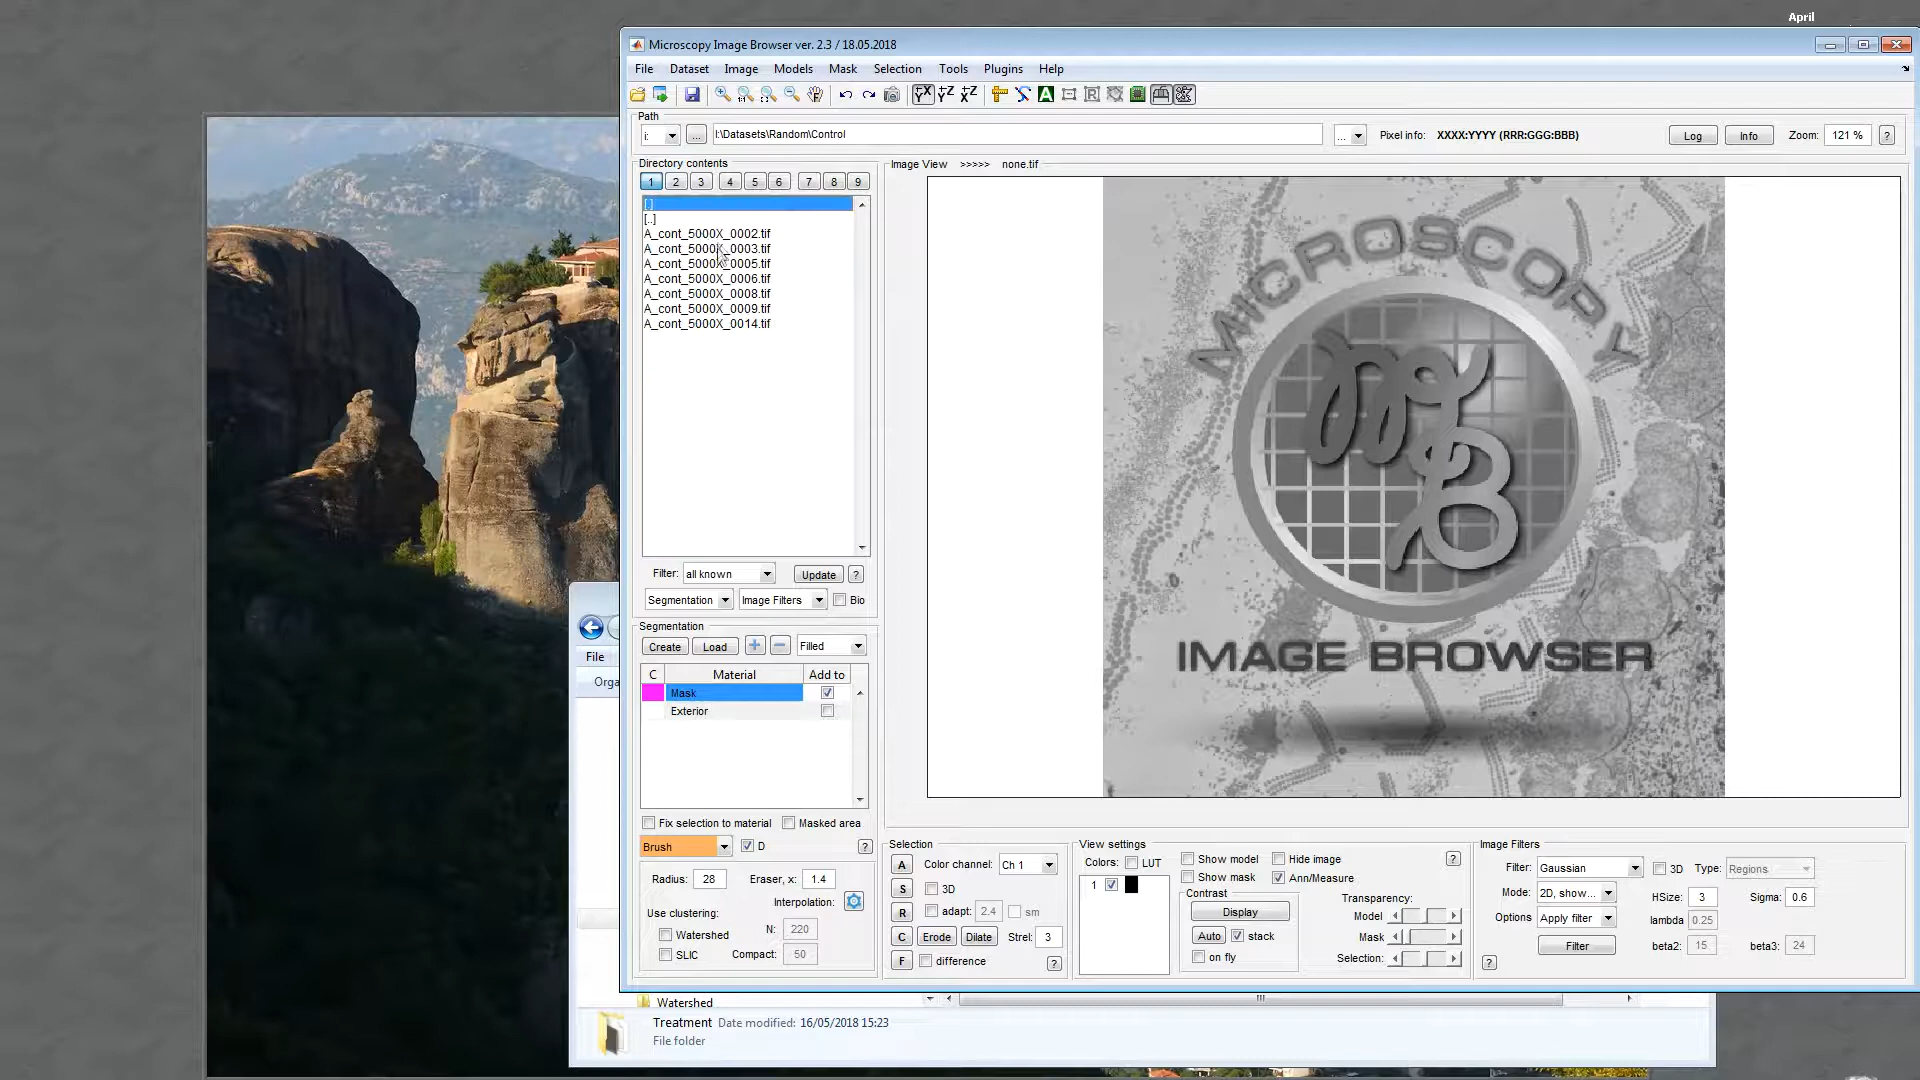 April
Microscopy Image Browser ver. 2.3 / 18.05.2018
File Dataset Image Models Mask Selection Tools Plugins Help
Path
i: ... I:\Datasets\Random\Control ... Pixel info: XXXX:YYYY (RRR:GGG:BBB) Log Info Zoom: 121 % ?
Directory contents
Image View >>>>> none.tif
1 2 3 4 5 6 7 8 9
[.]
[..]
A_cont_5000X_0002.tif
A_cont_5000X_0003.tif
A_cont_5000X_0005.tif
A_cont_5000X_0006.tif
A_cont_5000X_0008.tif
A_cont_5000X_0009.tif
A_cont_5000X_0014.tif
MICROSCOPY
MB
IMAGE BROWSER
Filter: all known Update ?
Segmentation Image Filters Bio
Segmentation
Create Load + - Filled
C Material Add to
Mask
Exterior
Fix selection to material Masked area
Brush D ?
Radius: 28 Eraser, x: 1.4
Interpolation:
Use clustering:
Watershed N: 220
SLIC Compact: 50
Selection
A Color channel: Ch 1
S 3D
R adapt: 2.4 sm
C Erode Dilate Strel: 3
F difference ?
View settings
Colors: LUT Show model Hide image ?
Show mask Ann/Measure
1
Contrast
Display
Auto stack
on fly
Transparency:
Model
Mask
Selection:
Image Filters
Filter: Gaussian 3D Type: Regions
Mode: 2D, show... HSize: 3 Sigma: 0.6
Options Apply filter lambda 0.25
Filter beta2: 15 beta3: 24
?
File
Orga
Watershed
Treatment Date modified: 16/05/2018 15:23
File folder